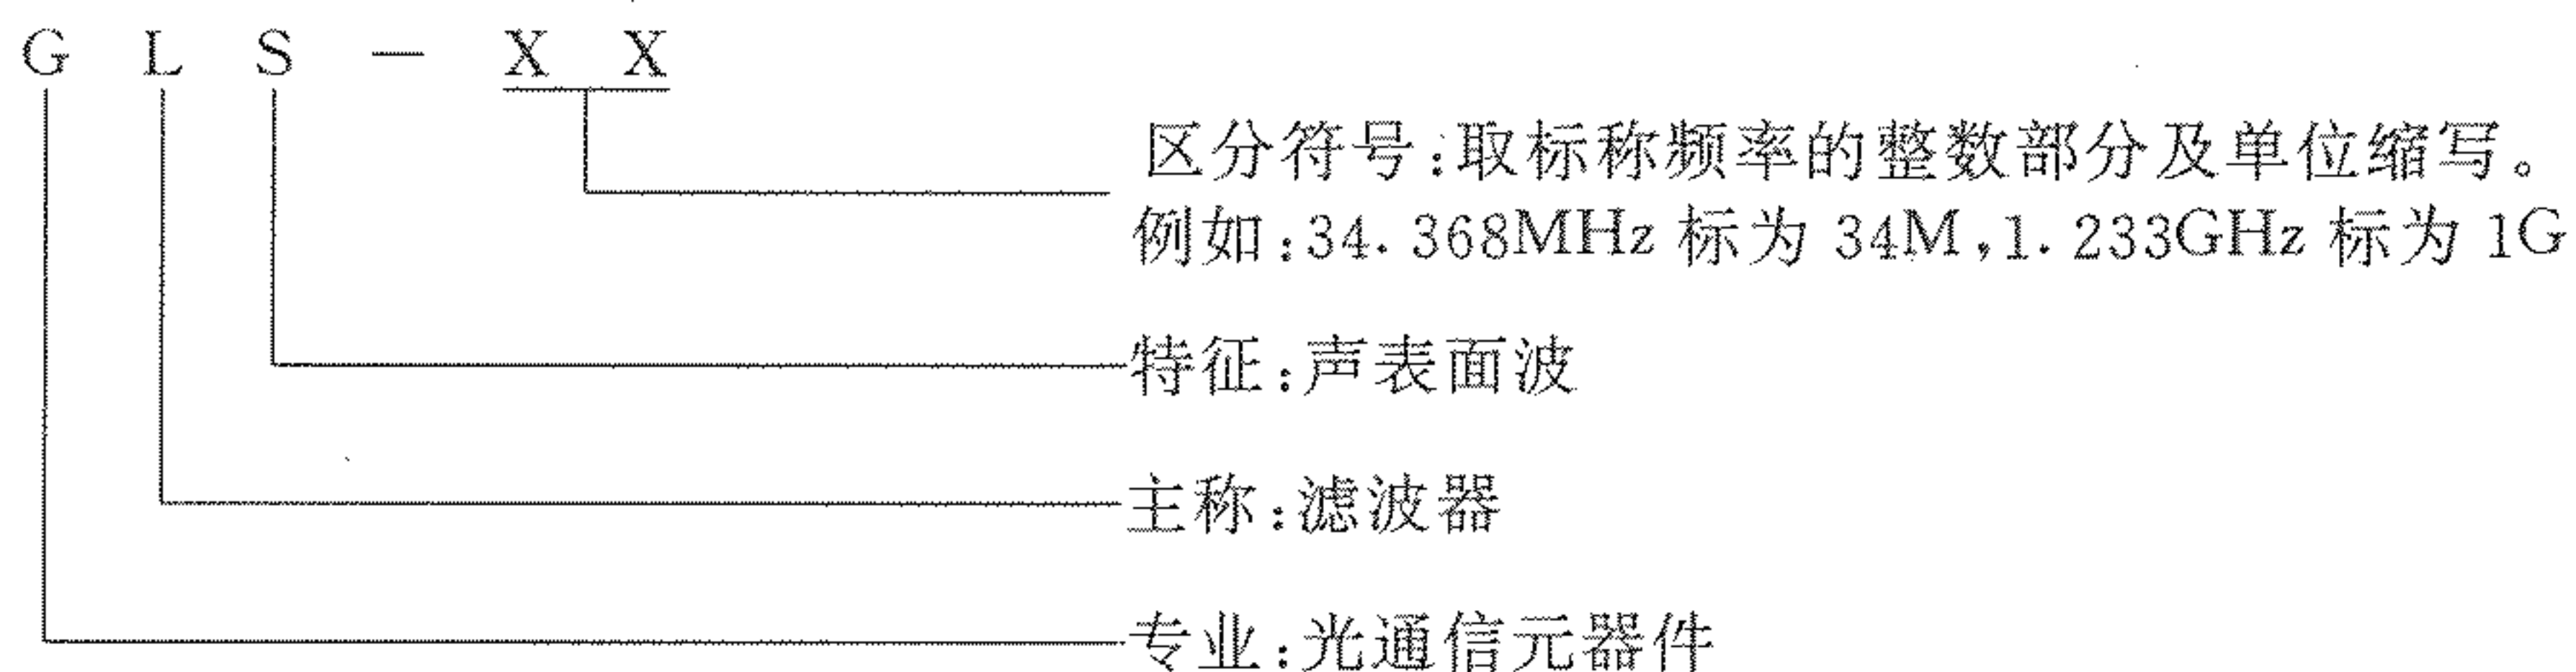 G L S - X X
区分符号:取标称频率的整数部分及单位缩写。
例如:34.368MHz 标为 34M,1.233GHz 标为 1G
特征:声表面波
主称:滤波器
专业:光通信元器件